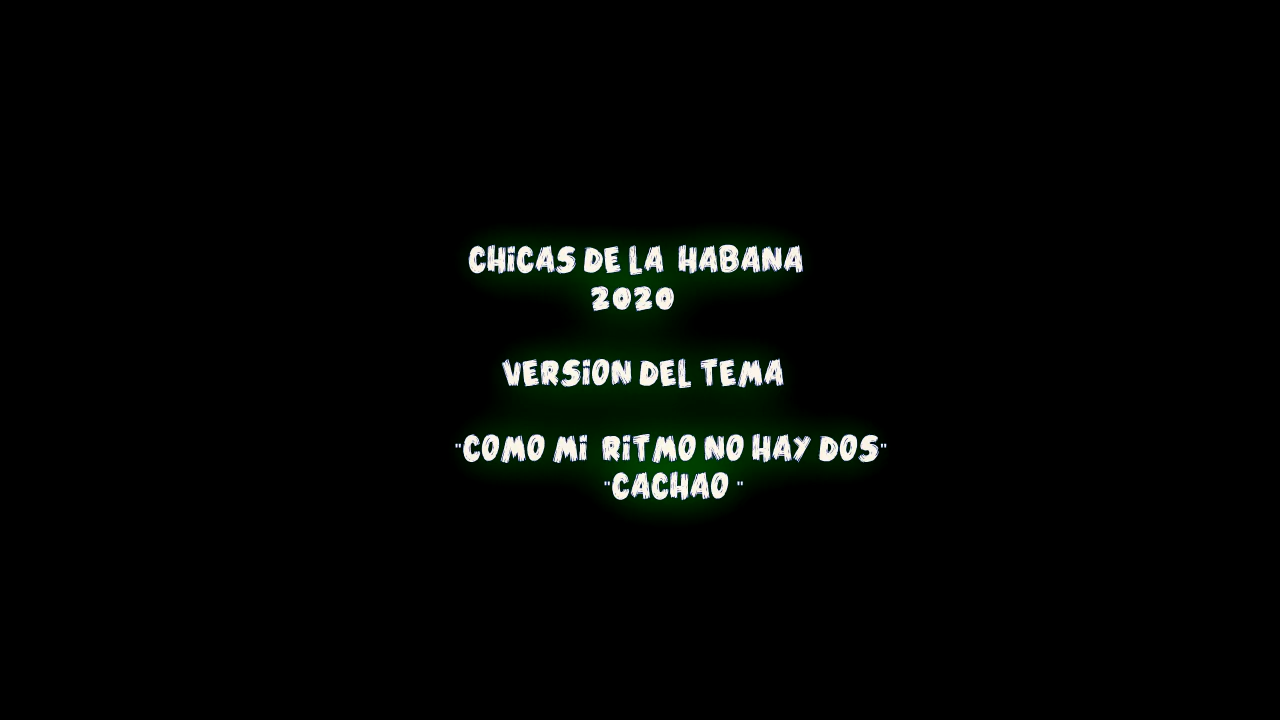 CHiCAS DE LA HABANA
2020
VERSiON DEL TEMA
"COMO Mi RiTMO NO HAY DOS"
"CACHAO "